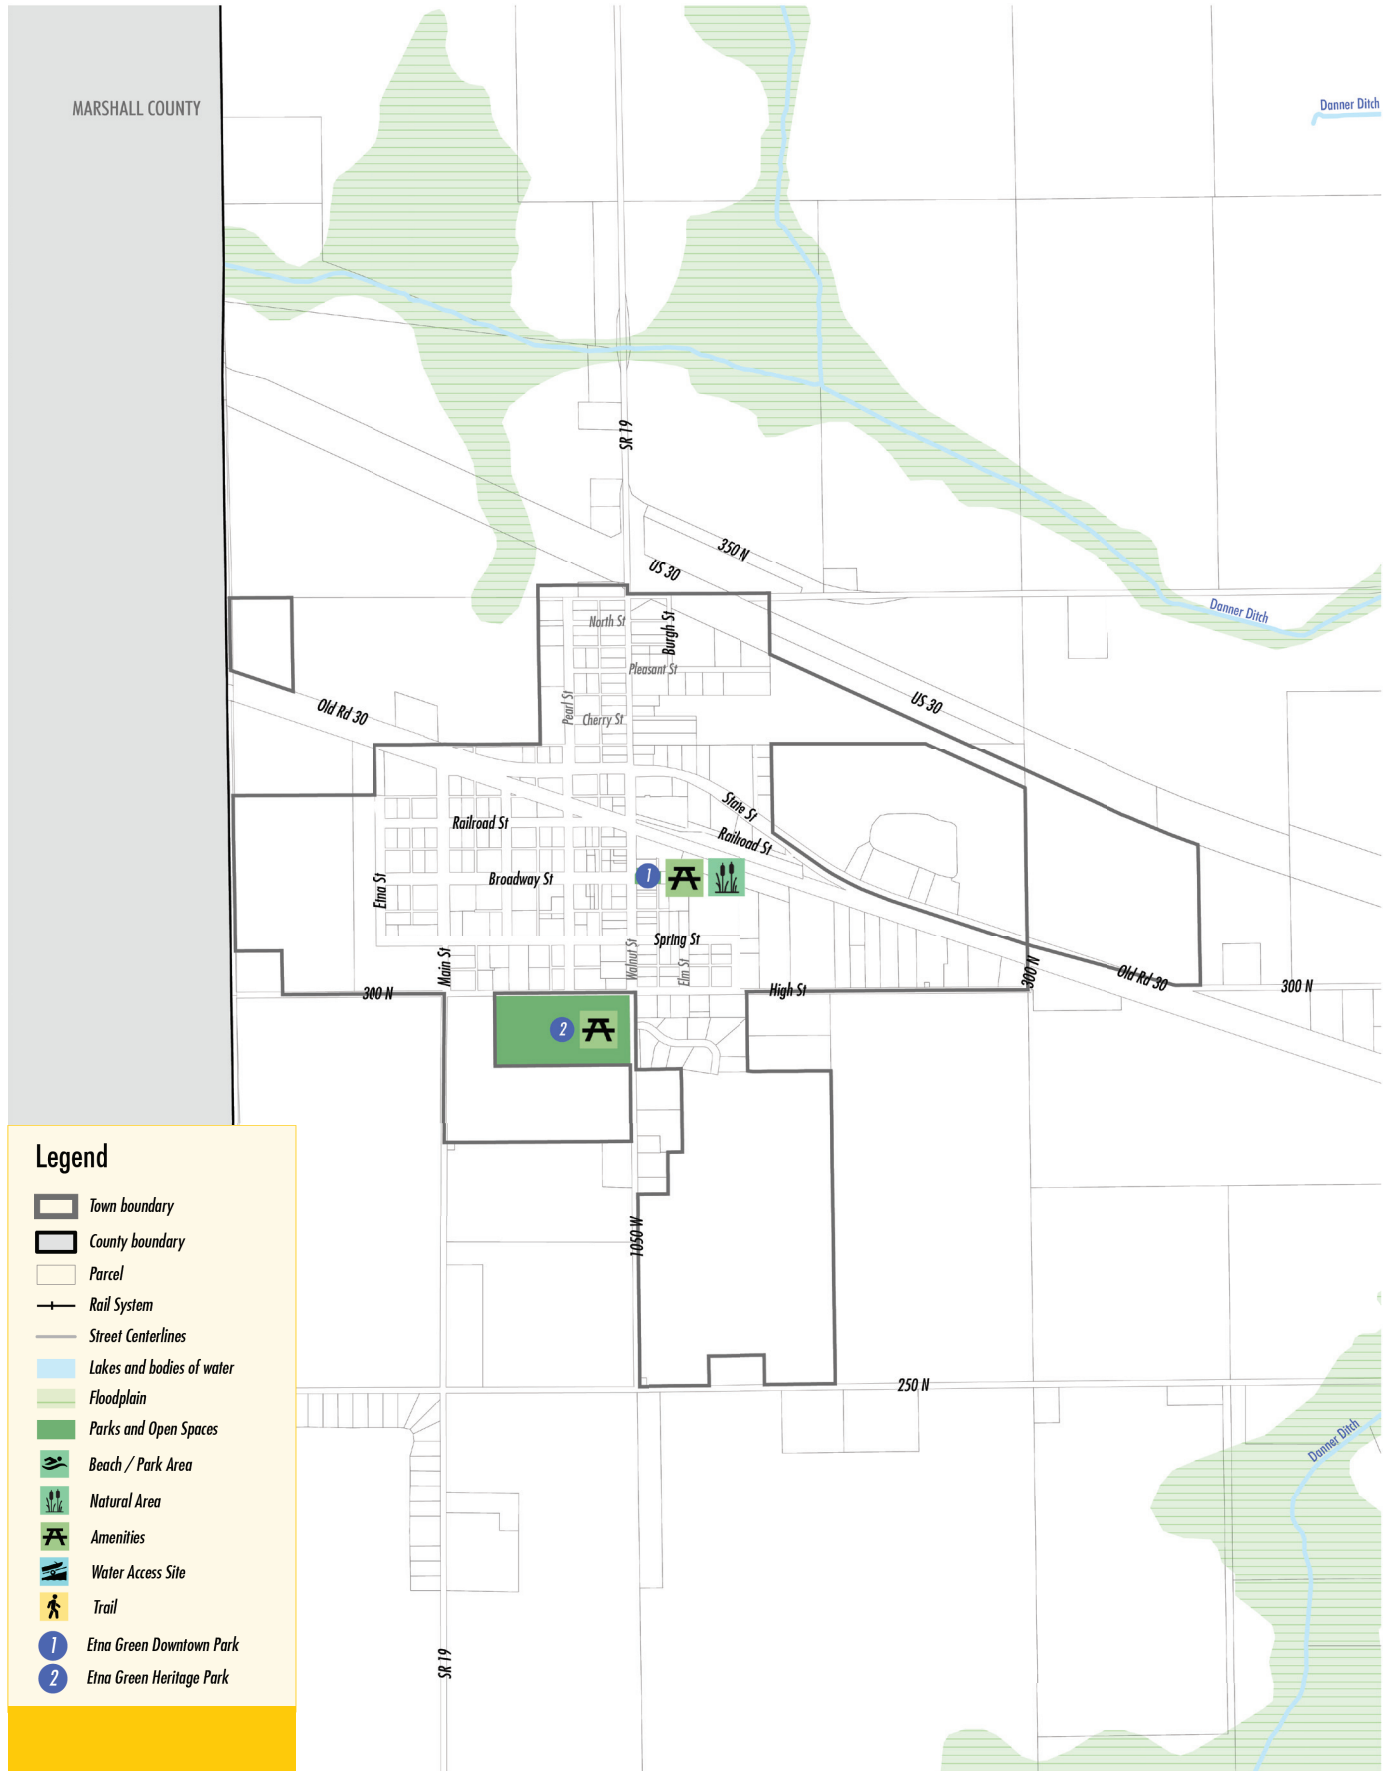 MARSHALL COUNTY
Danner Ditch
SR 19
350 N
US 30
Danner Ditch
North St
Burgh St
Pleasant St
Old Rd 30
Pearl St
Cherry St
US 30
State St
Railroad St
Railroad St
Etna St
Broadway St
1
Main St
Walnut St
Spring St
Elm St
300 N
High St
300 N
Old Rd 30
300 N
2
1050 W
250 N
Danner Ditch
SR 19
Legend
Town boundary
County boundary
Parcel
Rail System
Street Centerlines
Lakes and bodies of water
Floodplain
Parks and Open Spaces
Beach / Park Area
Natural Area
Amenities
Water Access Site
Trail
1 Etna Green Downtown Park
2 Etna Green Heritage Park